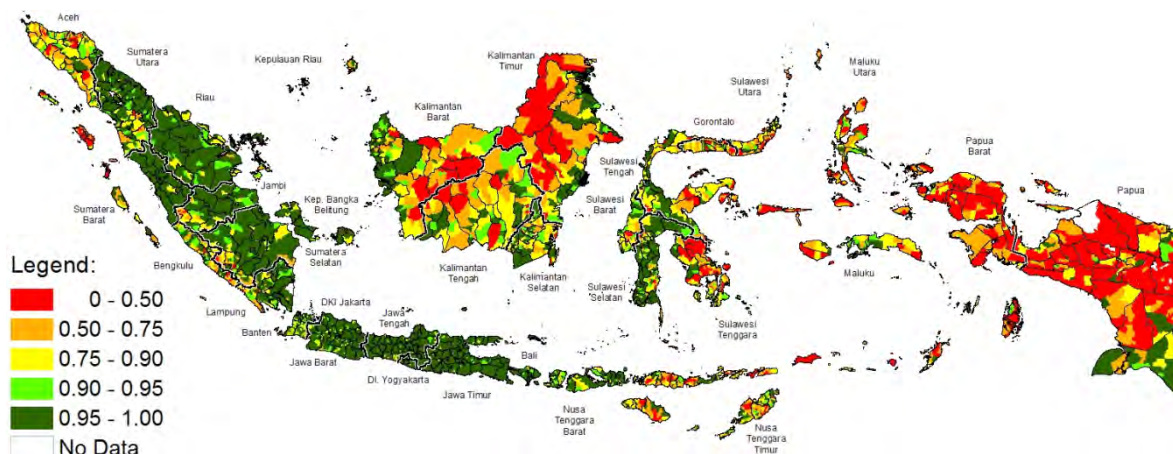 Aceh
Sumatera
Utara
Kepulauan Riau
Riau
Kalimantan
Timur
Kalimantan
Barat
Sulawesi
Utara
Maluku
Utara
Gorontalo
Papua
Barat
Papua
Sulawesi
Tengah
Sulawesi
Barat
Jambi
Kep. Bangka
Belitung
Sumatera
Barat
Sumatera
Selatan
Bengkulu
Kalimantan
Tengah
Kalimantan
Selatan
Sulawesi
Selatan
Maluku
Sulawesi
Tenggara
Lampung
DKI Jakarta
Banten
Jawa
Tengah
Jawa Barat
DI. Yogyakarta
Jawa Timur
Bali
Nusa
Tenggara
Barat
Nusa
Tenggara
Timur
Legend:
0 - 0.50
0.50 - 0.75
0.75 - 0.90
0.90 - 0.95
0.95 - 1.00
No Data